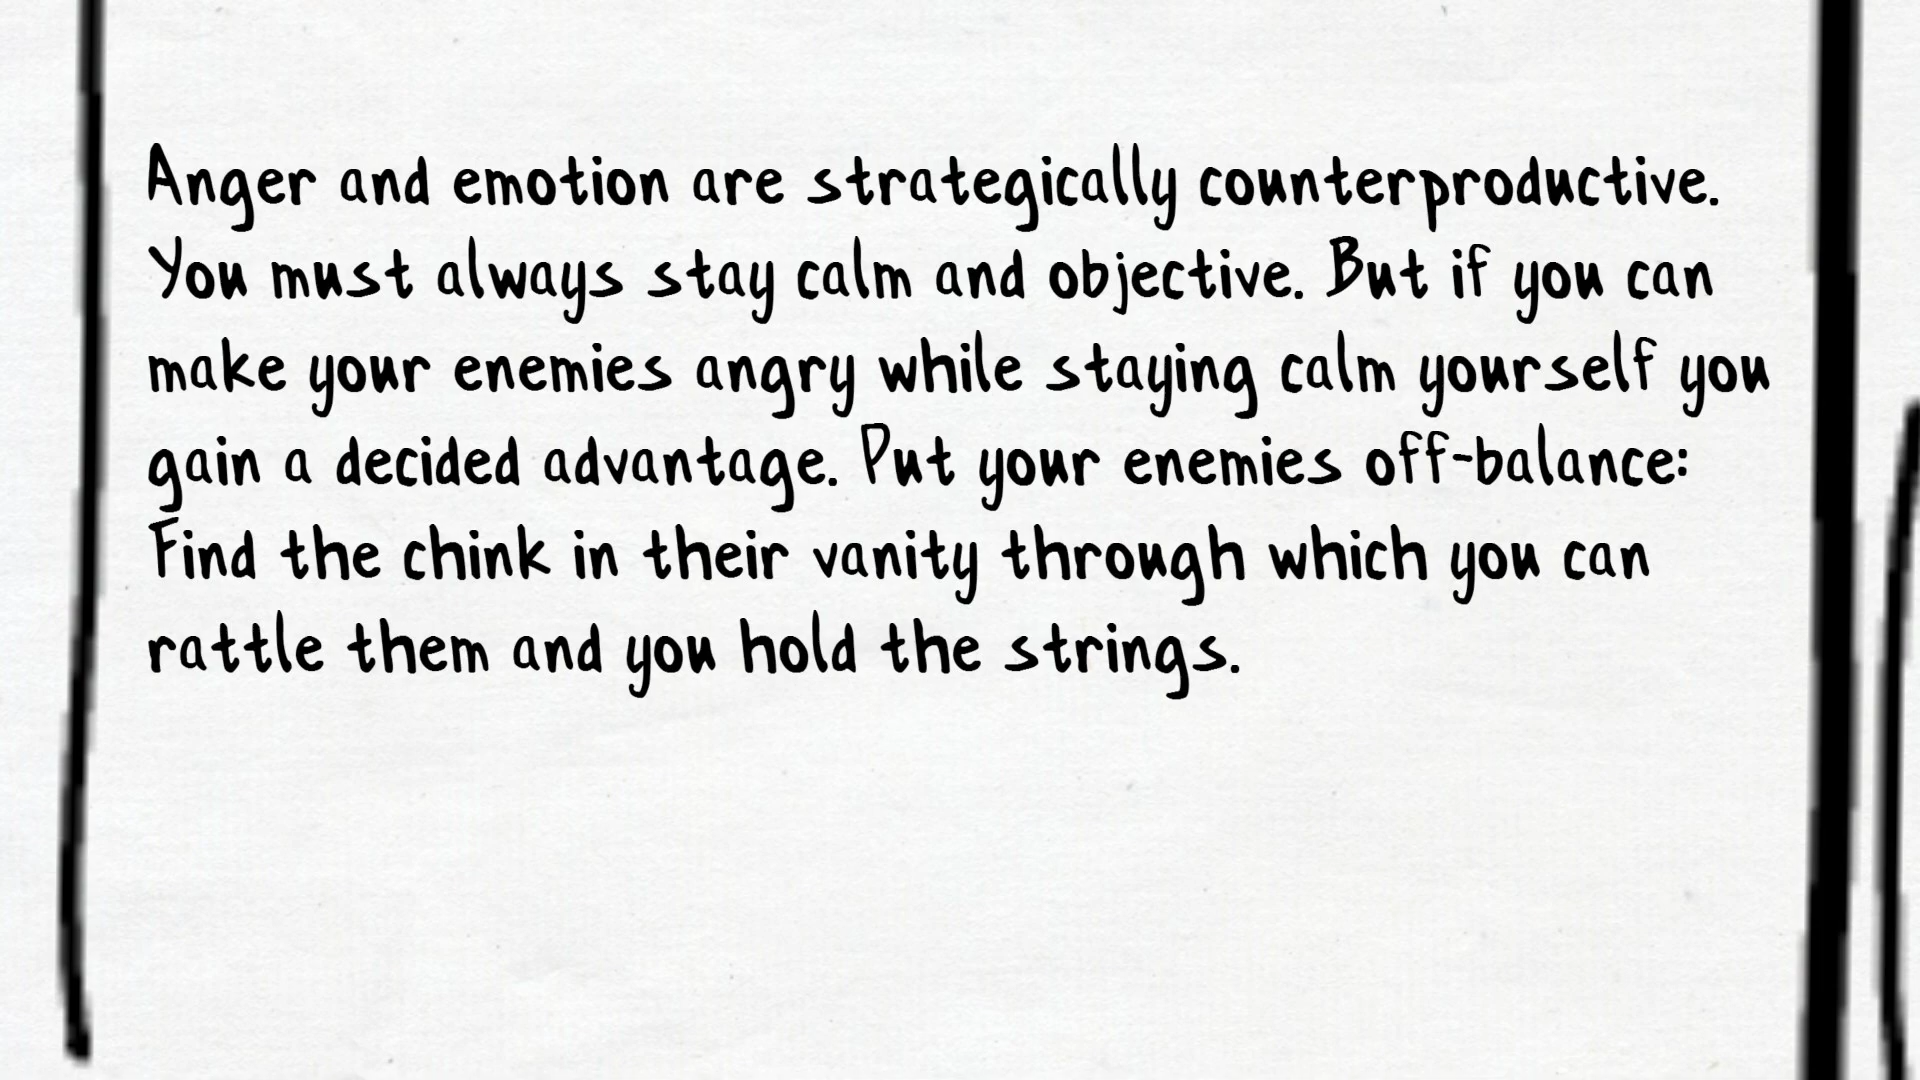 Anger and emotion are strategically counterproductive.
You must always stay calm and objective. But if you can
make your enemies angry while staying calm yourself you
gain a decided advantage. Put your enemies off-balance:
Find the chink in their vanity through which you can
rattle them and you hold the strings.